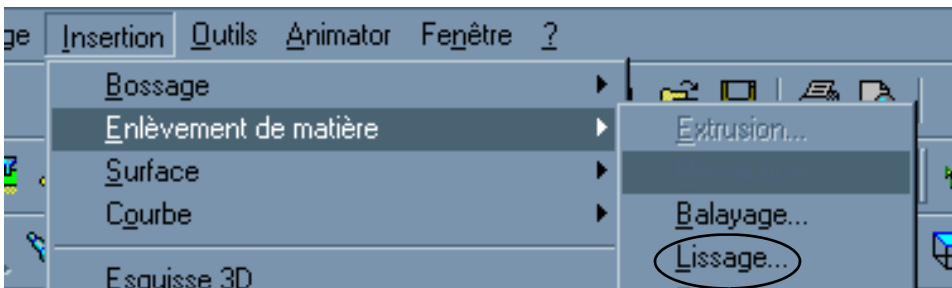 ge Insertion Outils Animator Fenêtre ?
Bossage
Enlèvement de matière
Extrusion...
Surface
Courbe
Balayage...
Lissage...
Esquisse 3D